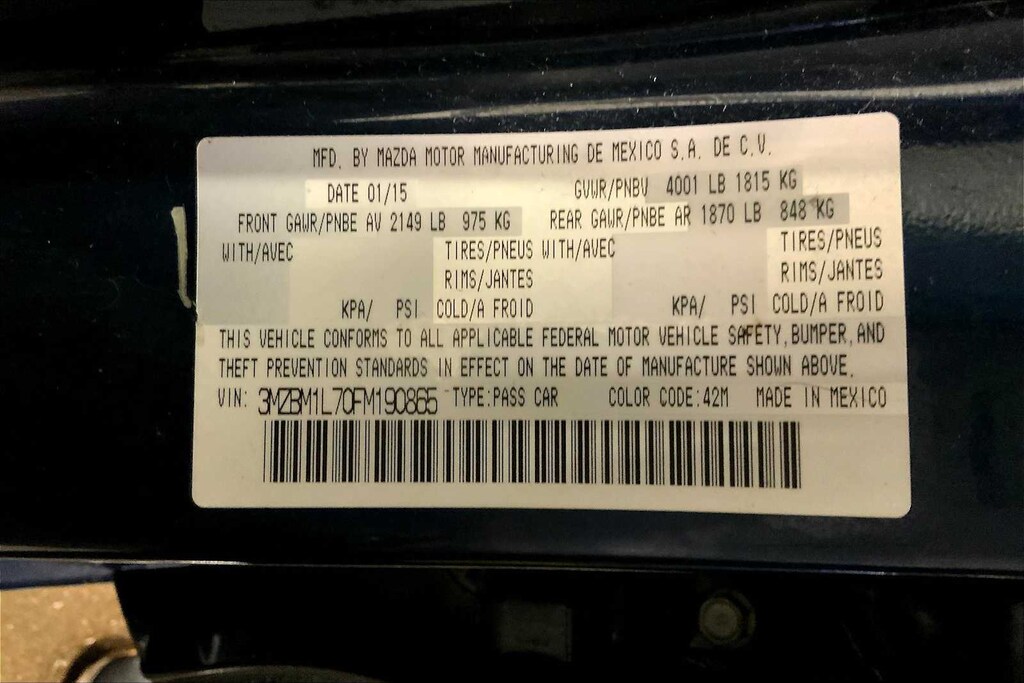 MFD. BY MAZDA MOTOR MANUFACTURING DE MEXICO S.A. DE C.V.
DATE 01/15 GVWR/PNBV 4001 LB 1815 KG
FRONT GAWR/PNBE AV 2149 LB 975 KG REAR GAWR/PNBE AR 1870 LB 848 KG
WITH/AVEC TIRES/PNEUS WITH/AVEC TIRES/PNEUS
RIMS/JANTES RIMS/JANTES
KPA/ PSI COLD/A FROID KPA/ PSI COLD/A FROID
THIS VEHICLE CONFORMS TO ALL APPLICABLE FEDERAL MOTOR VEHICLE SAFETY, BUMPER, AND
THEFT PREVENTION STANDARDS IN EFFECT ON THE DATE OF MANUFACTURE SHOWN ABOVE.
VIN: 3MZBM1L70FM190865 TYPE:PASS CAR COLOR CODE:42M MADE IN MEXICO